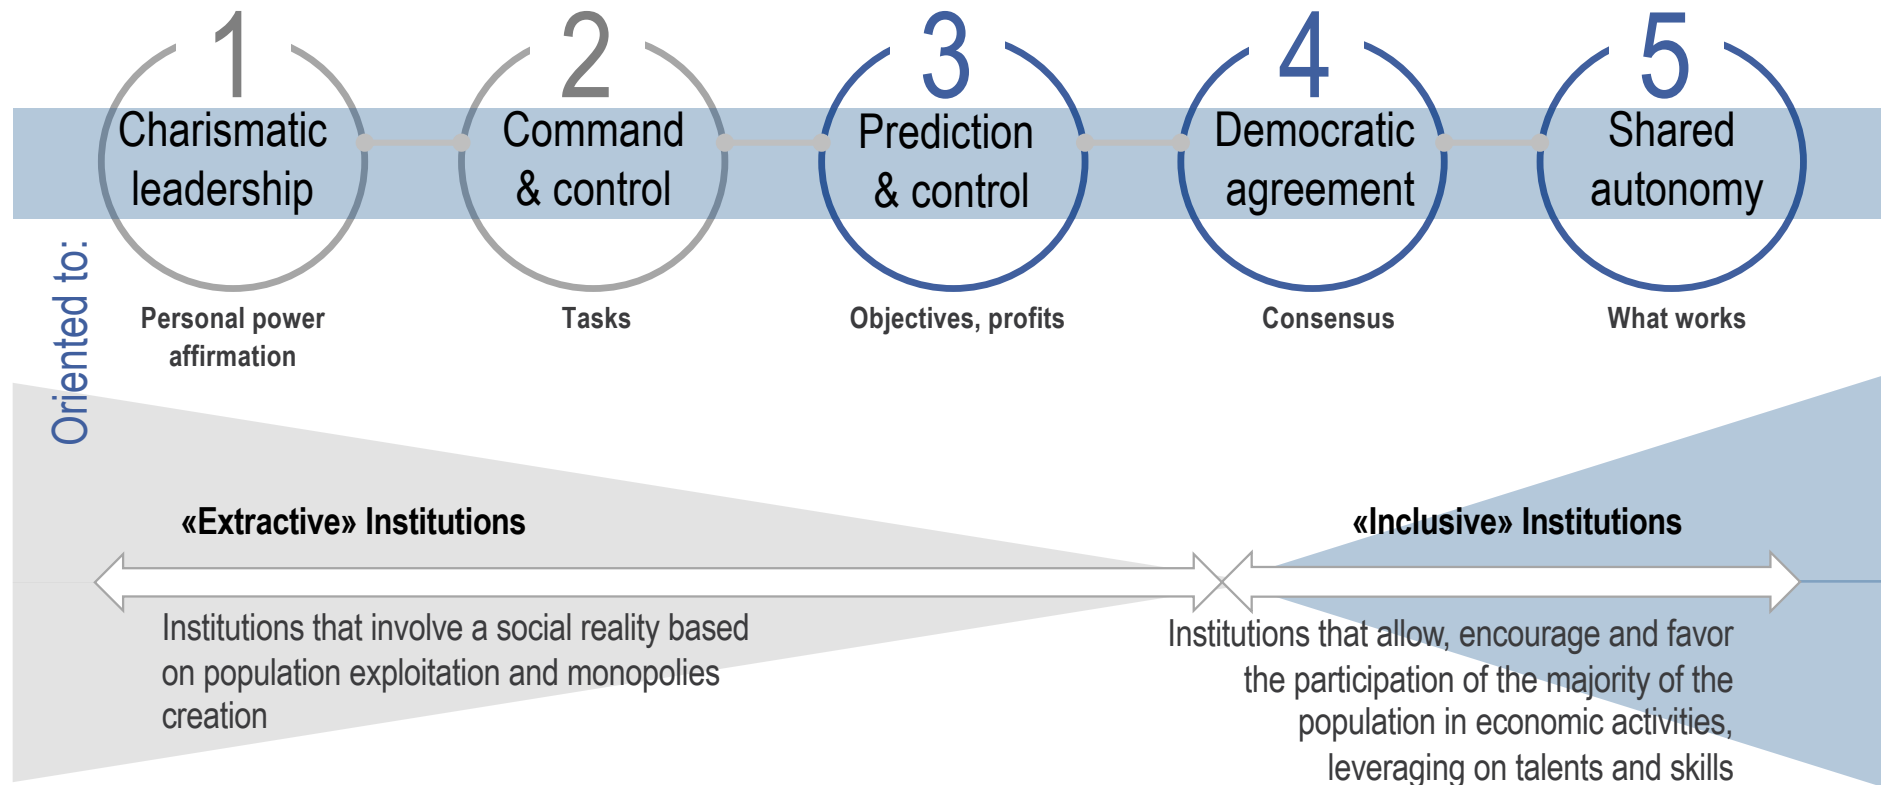 1
Charismatic
leadership
2
Command
& control
3
Prediction
& control
4
Democratic
agreement
5
Shared
autonomy
Oriented to:
Personal power
affirmation
Tasks
Objectives, profits
Consensus
What works
«Extractive» Institutions
Institutions that involve a social reality based
on population exploitation and monopolies
creation
«Inclusive» Institutions
Institutions that allow, encourage and favor
the participation of the majority of the
population in economic activities,
leveraging on talents and skills